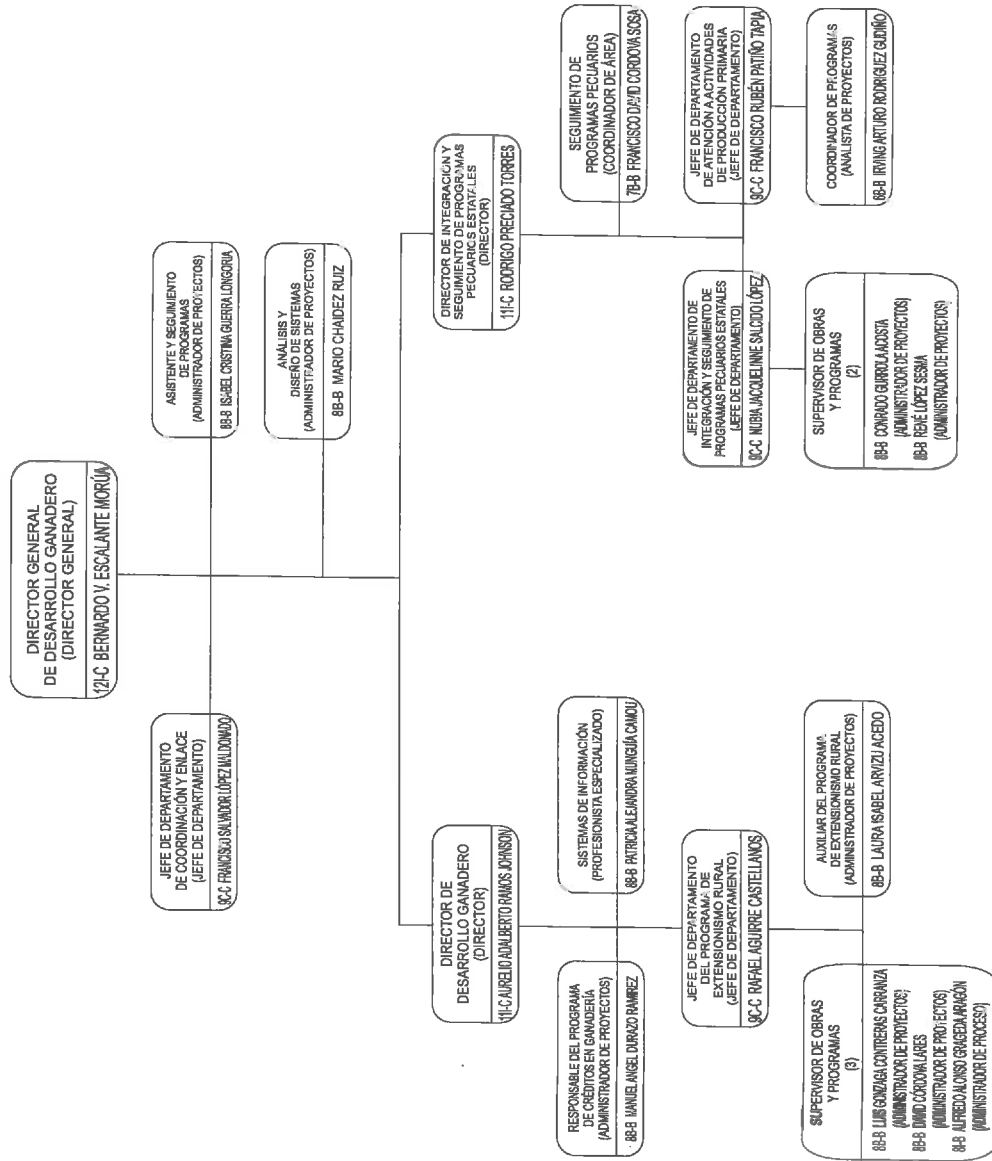 DIRECTOR GENERAL
DE DESARROLLO GANADERO
(DIRECTOR GENERAL)
12I-C BERNARDO V. ESCALANTE MORÚA
JEFE DE DEPARTAMENTO
DE COORDINACIÓN Y ENLACE
(JEFE DE DEPARTAMENTO)
9C-C FRANCISCO SALVADOR LÓPEZ MALDONADO
ASISTENTE Y SEGUIMIENTO
DE PROGRAMAS
(ADMINISTRADOR DE PROYECTOS)
8B-B ISABEL CRISTINA GUERRA LONGORIA
ANÁLISIS Y
DISEÑO DE SISTEMAS
(ADMINISTRADOR DE PROYECTOS)
8B-B MARIO CHAIDEZ RUIZ
DIRECTOR DE
DESARROLLO GANADERO
(DIRECTOR)
11I-C AURELIO ADALBERTO RAMOS JOHNSON
DIRECTOR DE INTEGRACIÓN Y
SEGUIMIENTO DE PROGRAMAS
PECUARIOS ESTATALES
(DIRECTOR)
11I-C RODRIGO PRECIADO TORRES
RESPONSABLE DEL PROGRAMA
DE CRÉDITOS EN GANADERÍA
(ADMINISTRADOR DE PROYECTOS)
8B-B MANUEL ANGEL DURAZO RAMIREZ
SISTEMAS DE INFORMACIÓN
(PROFESIONISTA ESPECIALIZADO)
8B-B PATRICIA ALEJANDRA MUNGUÍA CAMOU
SEGUIMIENTO DE
PROGRAMAS PECUARIOS
(COORDINADOR DE ÁREA)
7B-B FRANCISCO DAVID CORDOVA SOSA
JEFE DE DEPARTAMENTO
DEL PROGRAMA DE
EXTENSIONISMO RURAL
(JEFE DE DEPARTAMENTO)
9C-C RAFAEL AGUIRRE CASTELLANOS
JEFE DE DEPARTAMENTO DE
INTEGRACIÓN Y SEGUIMIENTO DE
PROGRAMAS PECUARIOS ESTATALES
(JEFE DE DEPARTAMENTO)
9C-C NUBIA JACQUELINNE SALCIDO LÓPEZ
JEFE DE DEPARTAMENTO
DE ATENCIÓN A ACTIVIDADES
DE PRODUCCIÓN PRIMARIA
(JEFE DE DEPARTAMENTO)
9C-C FRANCISCO RUBÉN PATIÑO TAPIA
SUPERVISOR DE OBRAS
Y PROGRAMAS
(3)
8B-B LUIS GONZAGA CONTRERAS CARRANZA
(ADMINISTRADOR DE PROYECTOS)
8B-B DAVID CÓRDOVA LARES
(ADMINISTRADOR DE PROYECTOS)
8I-B ALFREDO ALONSO GRAGEDA ARAGÓN
(ADMINISTRADOR DE PROCESO)
AUXILIAR DEL PROGRAMA
DE EXTENSIONISMO RURAL
(ADMINISTRADOR DE PROYECTOS)
8B-B LAURA ISABEL ARVIZU ACEDO
SUPERVISOR DE OBRAS
Y PROGRAMAS
(2)
8B-B CONRADO GURROLA ACOSTA
(ADMINISTRADOR DE PROYECTOS)
8B-B RENÉ LÓPEZ SESMA
(ADMINISTRADOR DE PROYECTOS)
COORDINADOR DE PROGRAMAS
(ANALISTA DE PROYECTOS)
6B-B IRVING ARTURO RODRIGUEZ GUDIÑO